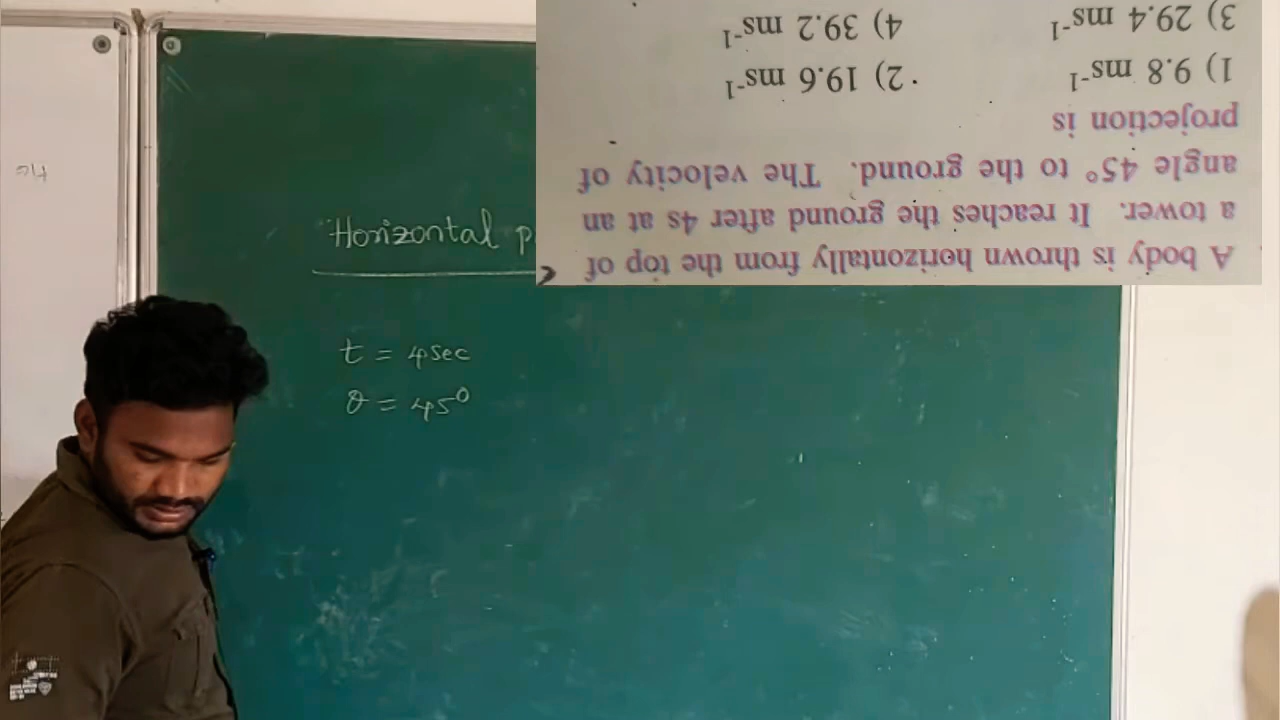 A body is thrown horizontally from the top of
a tower. It reaches the ground after 4s at an
angle 45° to the ground. The velocity of
projection is
1) 9.8 ms⁻¹ 2) 19.6 ms⁻¹
3) 29.4 ms⁻¹ 4) 39.2 ms⁻¹
Horizontal p
t = 4sec
θ = 45⁰